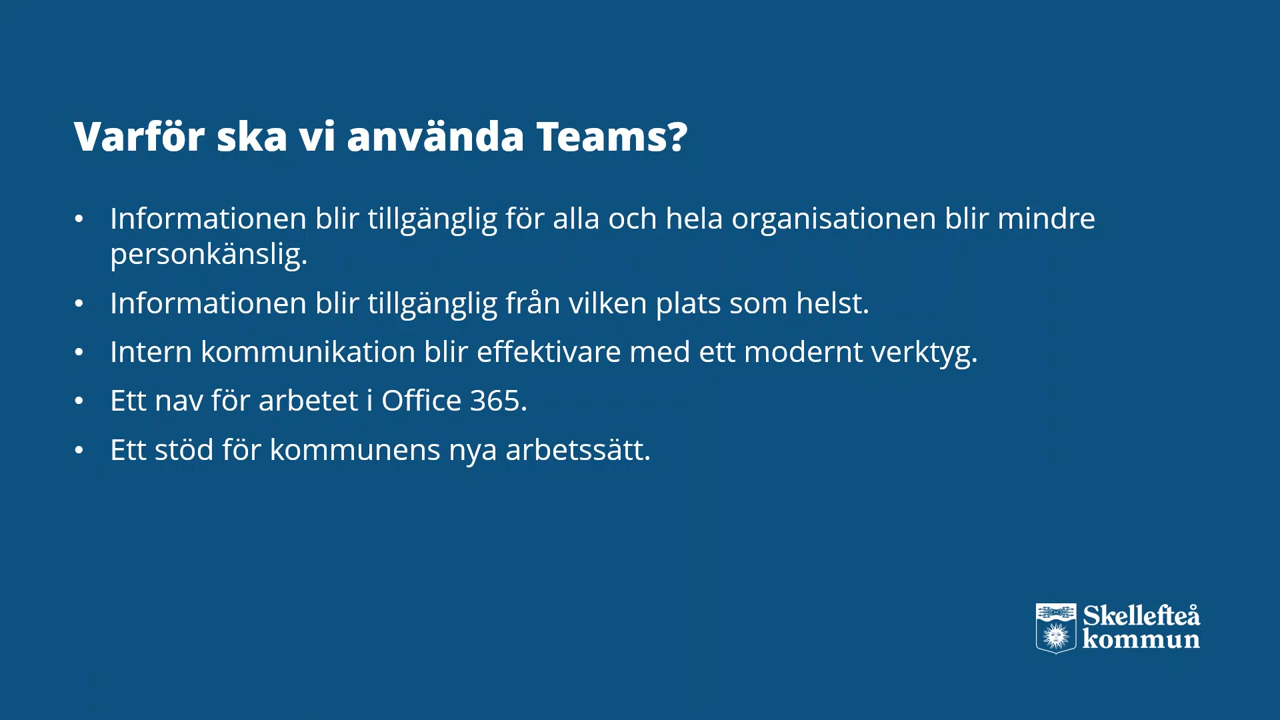 Varför ska vi använda Teams?
• Informationen blir tillgänglig för alla och hela organisationen blir mindre
personkänslig.
• Informationen blir tillgänglig från vilken plats som helst.
• Intern kommunikation blir effektivare med ett modernt verktyg.
• Ett nav för arbetet i Office 365.
• Ett stöd för kommunens nya arbetssätt.
Skellefteå
kommun